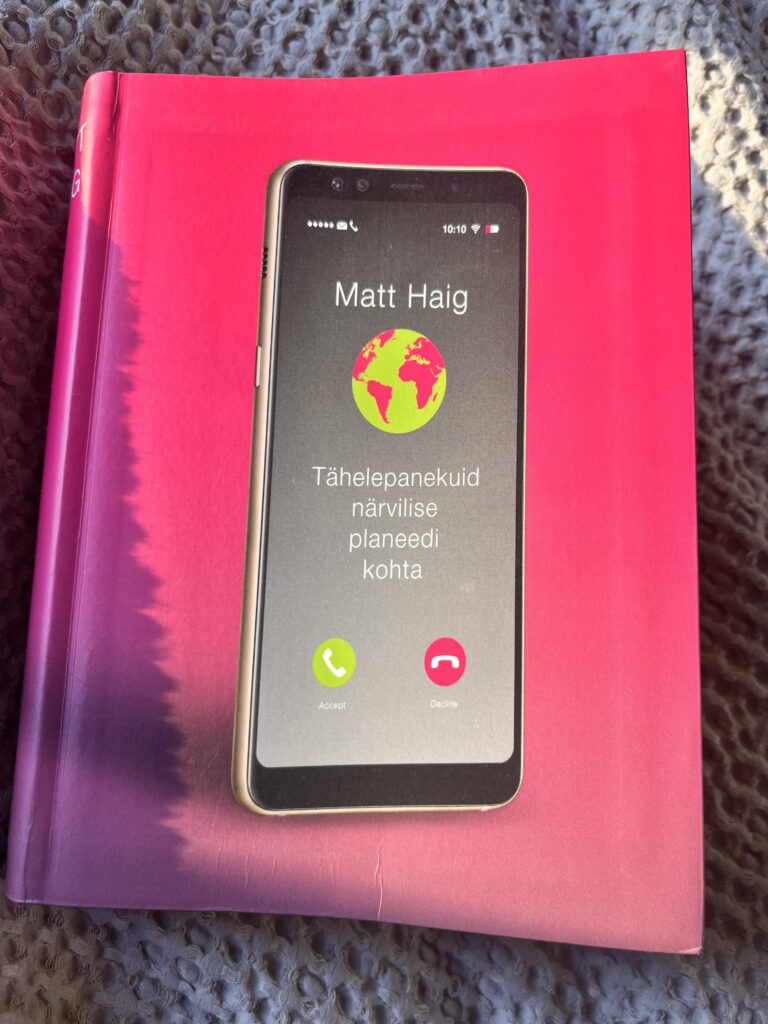 T
G
10:10
Matt Haig
Tähelepanekuid
närvilise
planeedi
kohta
Accept
Decline